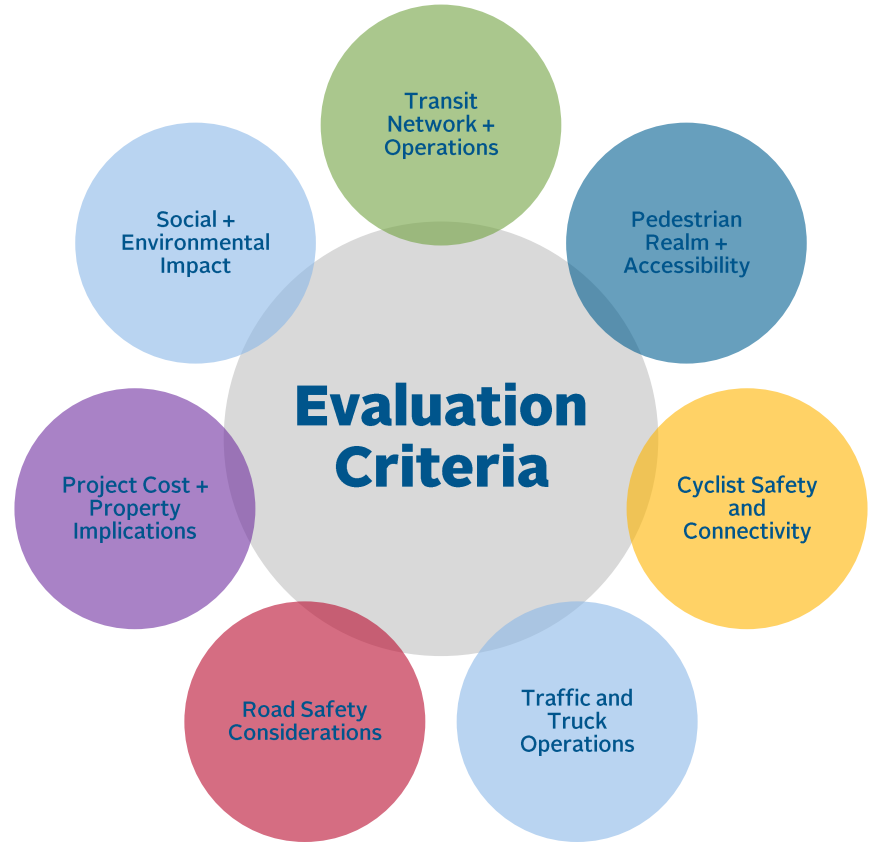 Transit
Network +
Operations
Social +
Environmental
Impact
Pedestrian
Realm +
Accessibility
Evaluation
Criteria
Project Cost +
Property
Implications
Cyclist Safety
and
Connectivity
Road Safety
Considerations
Traffic and
Truck
Operations